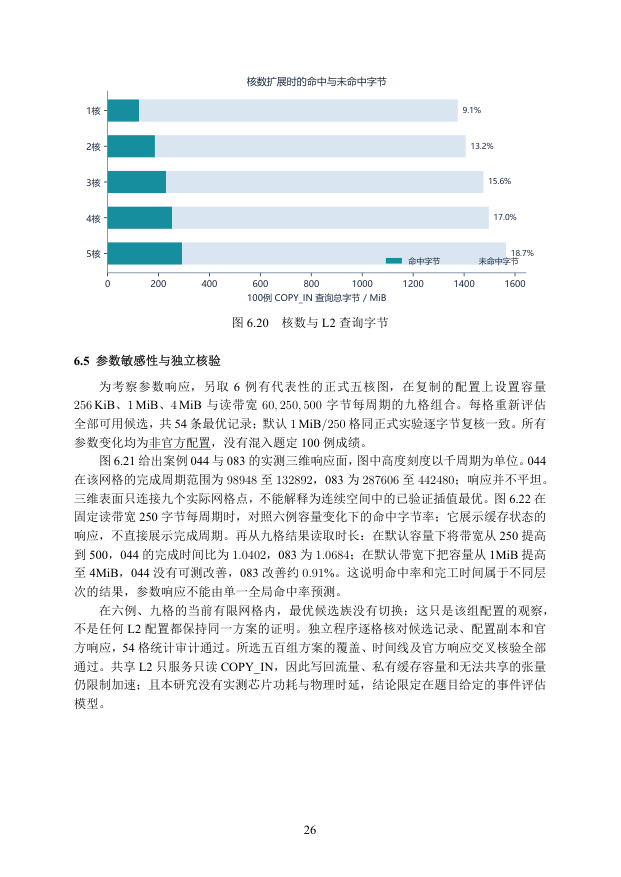 核数扩展时的命中与未命中字节
1核
9.1%
2核
13.2%
3核
15.6%
4核
17.0%
5核
18.7%
命中字节
未命中字节
0 200 400 600 800 1000 1200 1400 1600
100例 COPY_IN 查询总字节 / MiB
图 6.20 核数与 L2 查询字节
6.5 参数敏感性与独立核验
为考察参数响应，另取 6 例有代表性的正式五核图，在复制的配置上设置容量
256 KiB、1 MiB、4 MiB 与读带宽 60, 250, 500 字节每周期的九格组合。每格重新评估
全部可用候选，共 54 条最优记录；默认 1 MiB/250 格同正式实验逐字节复核一致。所有
参数变化均为非官方配置，没有混入题定 100 例成绩。
图 6.21 给出案例 044 与 083 的实测三维响应面，图中高度刻度以千周期为单位。044
在该网格的完成周期范围为 98948 至 132892，083 为 287606 至 442480；响应并不平坦。
三维表面只连接九个实际网格点，不能解释为连续空间中的已验证插值最优。图 6.22 在
固定读带宽 250 字节每周期时，对照六例容量变化下的命中字节率；它展示缓存状态的
响应，不直接展示完成周期。再从九格结果读取时长：在默认容量下将带宽从 250 提高
到 500，044 的完成时间比为 1.0402，083 为 1.0684；在默认带宽下把容量从 1MiB 提高
至 4MiB，044 没有可测改善，083 改善约 0.91%。这说明命中率和完工时间属于不同层
次的结果，参数响应不能由单一全局命中率预测。
在六例、九格的当前有限网格内，最优候选族没有切换；这只是该组配置的观察，
不是任何 L2 配置都保持同一方案的证明。独立程序逐格核对候选记录、配置副本和官
方响应，54 格统计审计通过。所选五百组方案的覆盖、时间线及官方响应交叉核验全部
通过。共享 L2 只服务只读 COPY_IN，因此写回流量、私有缓存容量和无法共享的张量
仍限制加速；且本研究没有实测芯片功耗与物理时延，结论限定在题目给定的事件评估
模型。
26